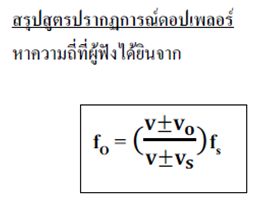 สรุปสูตรปรากฏการณ์ดอปเพลอร์
หาความถี่ที่ผู้ฟังได้ยินจาก
f₀ = (v±v₀ / v±vₛ) fₛ